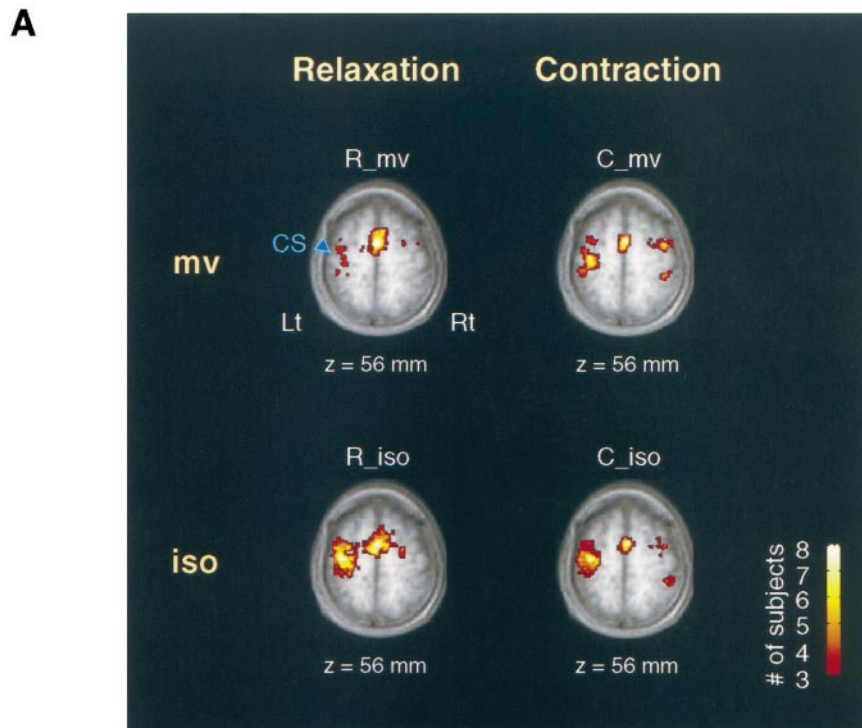 A
Relaxation Contraction
R_mv C_mv
CS
mv
Lt Rt
z = 56 mm z = 56 mm
R_iso C_iso
iso
z = 56 mm z = 56 mm
# of subjects
8
7
6
5
4
3